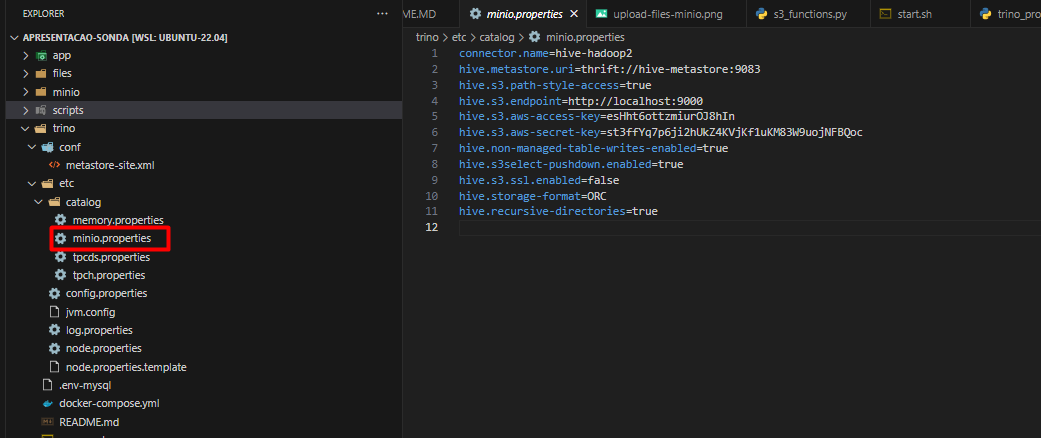 EXPLORER
APRESENTACAO-SONDA [WSL: UBUNTU-22.04]
app
files
minio
scripts
trino
conf
metastore-site.xml
etc
catalog
memory.properties
minio.properties
tpcds.properties
tpch.properties
config.properties
jvm.config
log.properties
node.properties
node.properties.template
.env-mysql
docker-compose.yml
README.md
ME.MD minio.properties upload-files-minio.png s3_functions.py start.sh trino_pro
trino > etc > catalog > minio.properties
1 connector.name=hive-hadoop2
2 hive.metastore.uri=thrift://hive-metastore:9083
3 hive.s3.path-style-access=true
4 hive.s3.endpoint=http://localhost:9000
5 hive.s3.aws-access-key=esHht6ottzmiurOJ8hIn
6 hive.s3.aws-secret-key=st3ffYq7p6ji2hUkZ4KVjKf1uKM83W9uojNFBQoc
7 hive.non-managed-table-writes-enabled=true
8 hive.s3select-pushdown.enabled=true
9 hive.s3.ssl.enabled=false
10 hive.storage-format=ORC
11 hive.recursive-directories=true
12